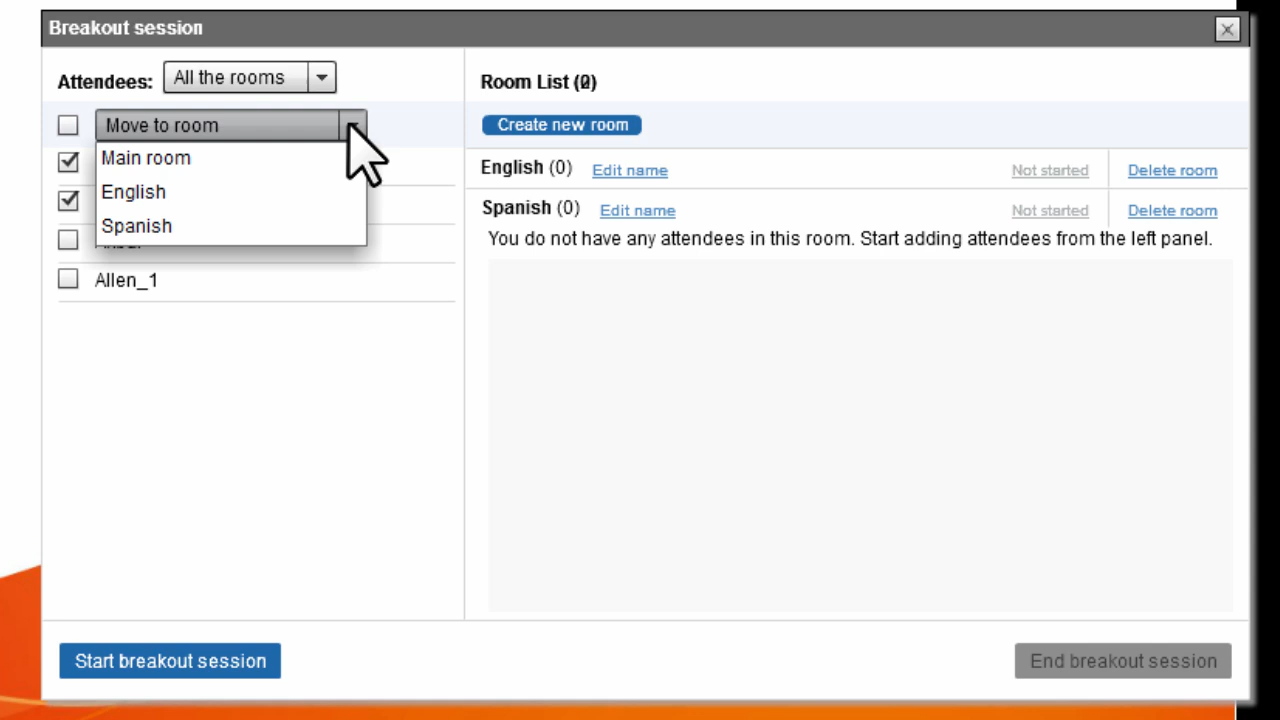 Breakout session
Attendees: All the rooms
Move to room
Main room
English
Spanish
Allen_1
Room List
Create new room
English (0) Edit name Not started Delete room
Spanish (0) Edit name Not started Delete room
You do not have any attendees in this room. Start adding attendees from the left panel.
Start breakout session
End breakout session